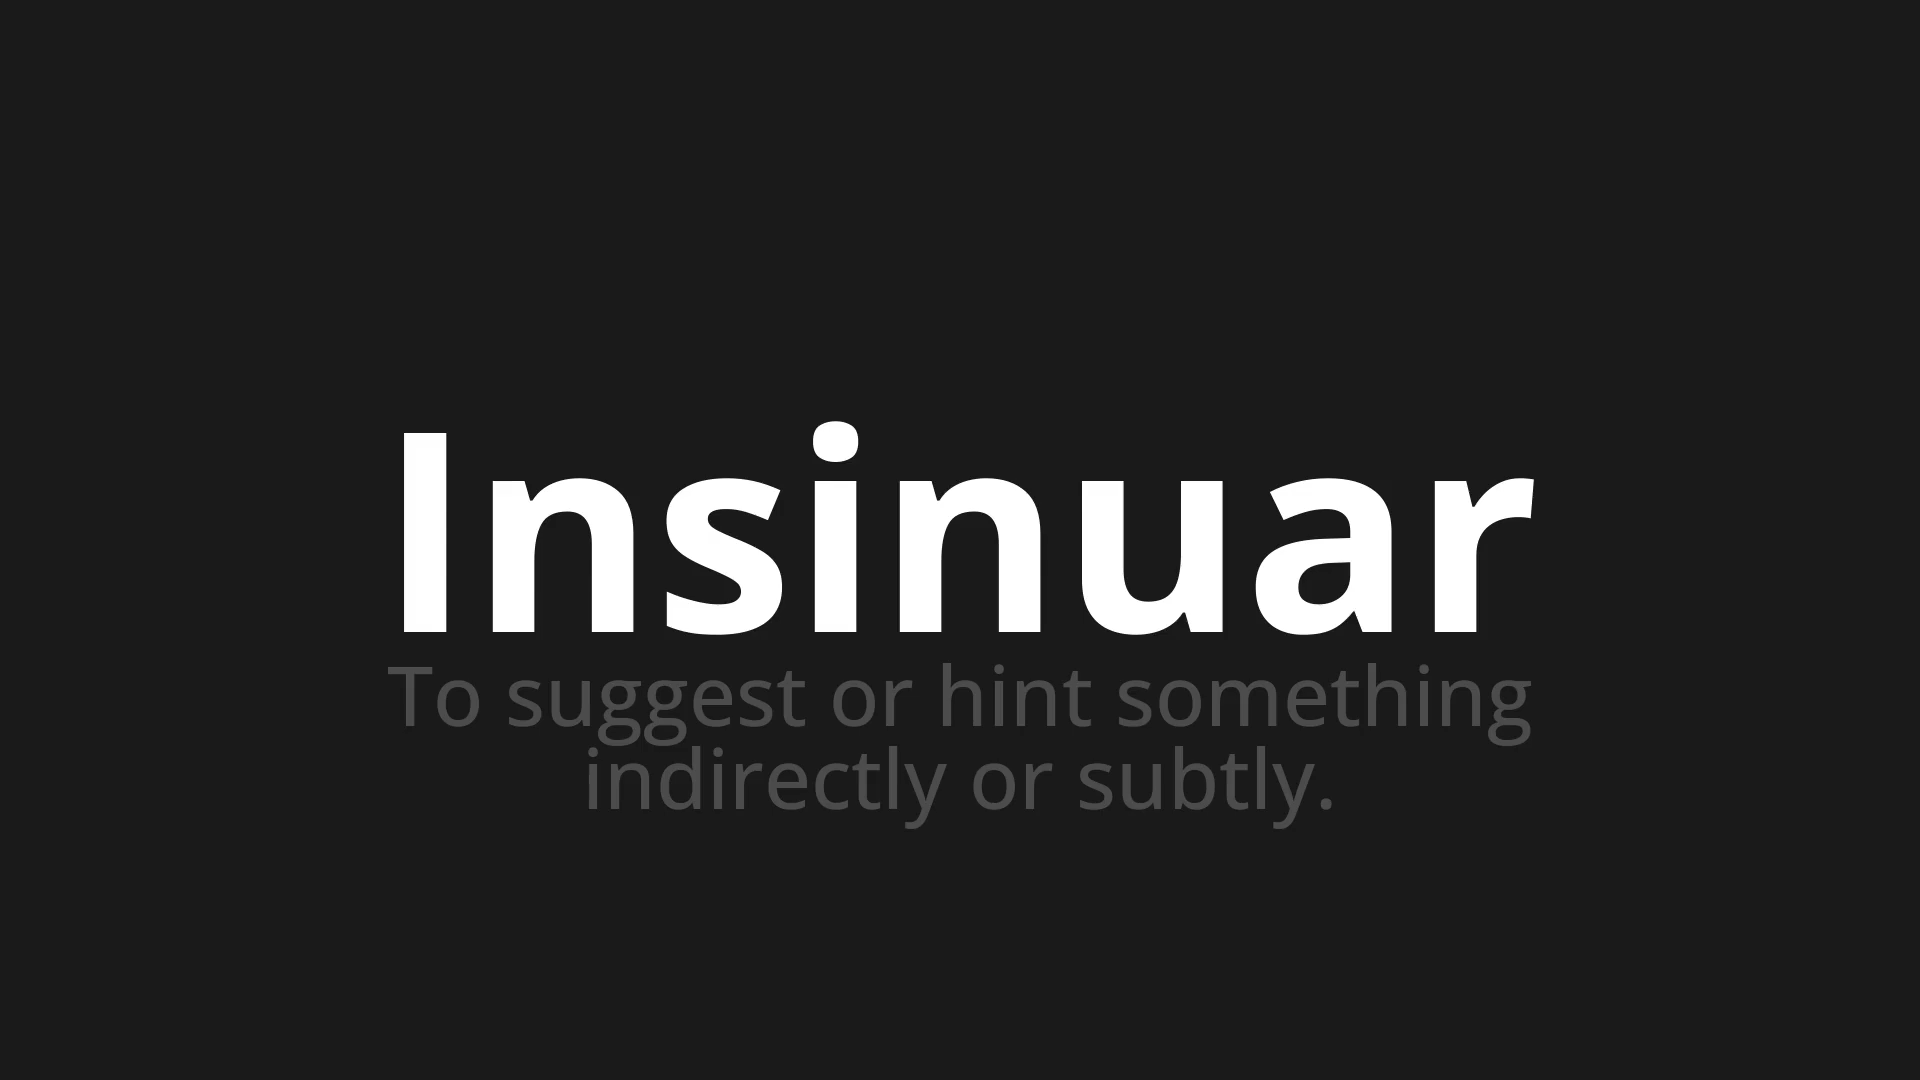 Insinuar
To suggest or hint something
indirectly or subtly.